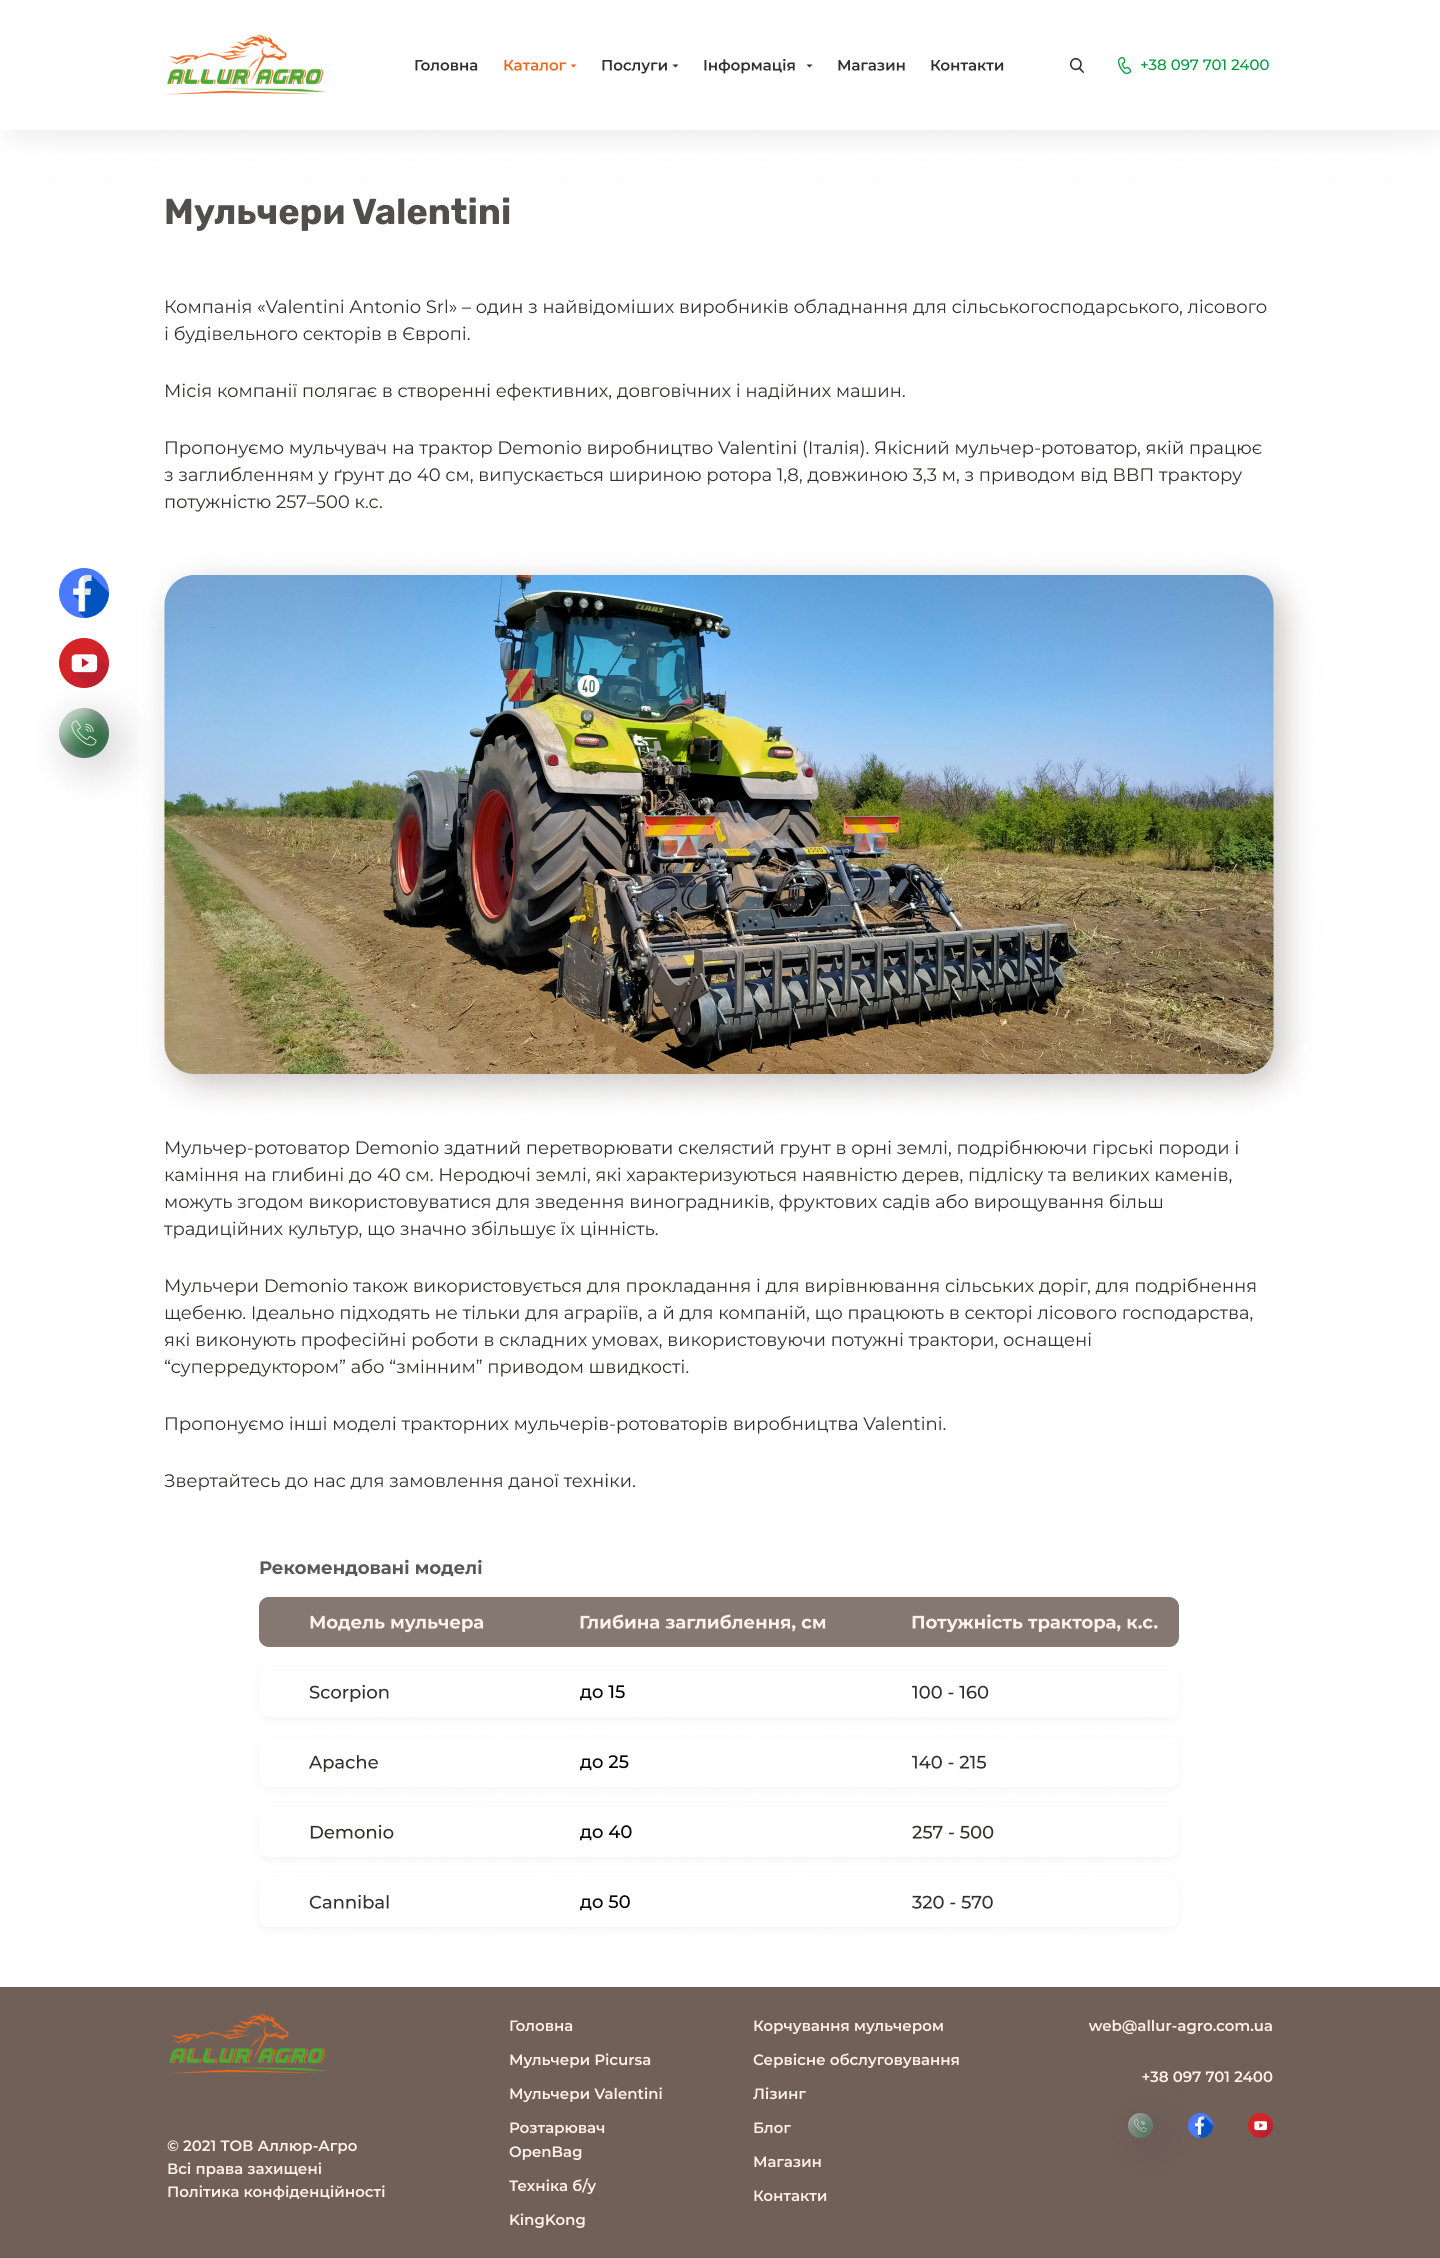 ALLUR AGRO
Головна
Каталог
Послуги
Інформація
Магазин
Контакти
+38 097 701 2400
Мульчери Valentini
Компанія «Valentini Antonio Srl» – один з найвідоміших виробників обладнання для сільськогосподарського, лісового
і будівельного секторів в Європі.
Місія компанії полягає в створенні ефективних, довговічних і надійних машин.
Пропонуємо мульчувач на трактор Demonio виробництво Valentini (Італія). Якісний мульчер-ротоватор, якій працює
з заглибленням у ґрунт до 40 см, випускається шириною ротора 1,8, довжиною 3,3 м, з приводом від ВВП трактору
потужністю 257–500 к.с.
CLAAS
40
Мульчер-ротоватор Demonio здатний перетворювати скелястий грунт в орні землі, подрібнюючи гірські породи і
каміння на глибині до 40 см. Неродючі землі, які характеризуються наявністю дерев, підліску та великих каменів,
можуть згодом використовуватися для зведення виноградників, фруктових садів або вирощування більш
традиційних культур, що значно збільшує їх цінність.
Мульчери Demonio також використовується для прокладання і для вирівнювання сільських доріг, для подрібнення
щебеню. Ідеально підходять не тільки для аграріїв, а й для компаній, що працюють в секторі лісового господарства,
які виконують професійні роботи в складних умовах, використовуючи потужні трактори, оснащені
“суперредуктором” або “змінним” приводом швидкості.
Пропонуємо інші моделі тракторних мульчерів-ротоваторів виробництва Valentini.
Звертайтесь до нас для замовлення даної техніки.
Рекомендовані моделі
Модель мульчера Глибина заглиблення, см Потужність трактора, к.с.
Scorpion до 15 100 - 160
Apache до 25 140 - 215
Demonio до 40 257 - 500
Cannibal до 50 320 - 570
ALLUR AGRO
© 2021 ТОВ Аллюр-Агро
Всі права захищені
Політика конфіденційності
Головна
Мульчери Picursa
Мульчери Valentini
Розтарювач
OpenBag
Техніка б/у
KingKong
Корчування мульчером
Сервісне обслуговування
Лізинг
Блог
Магазин
Контакти
web@allur-agro.com.ua
+38 097 701 2400